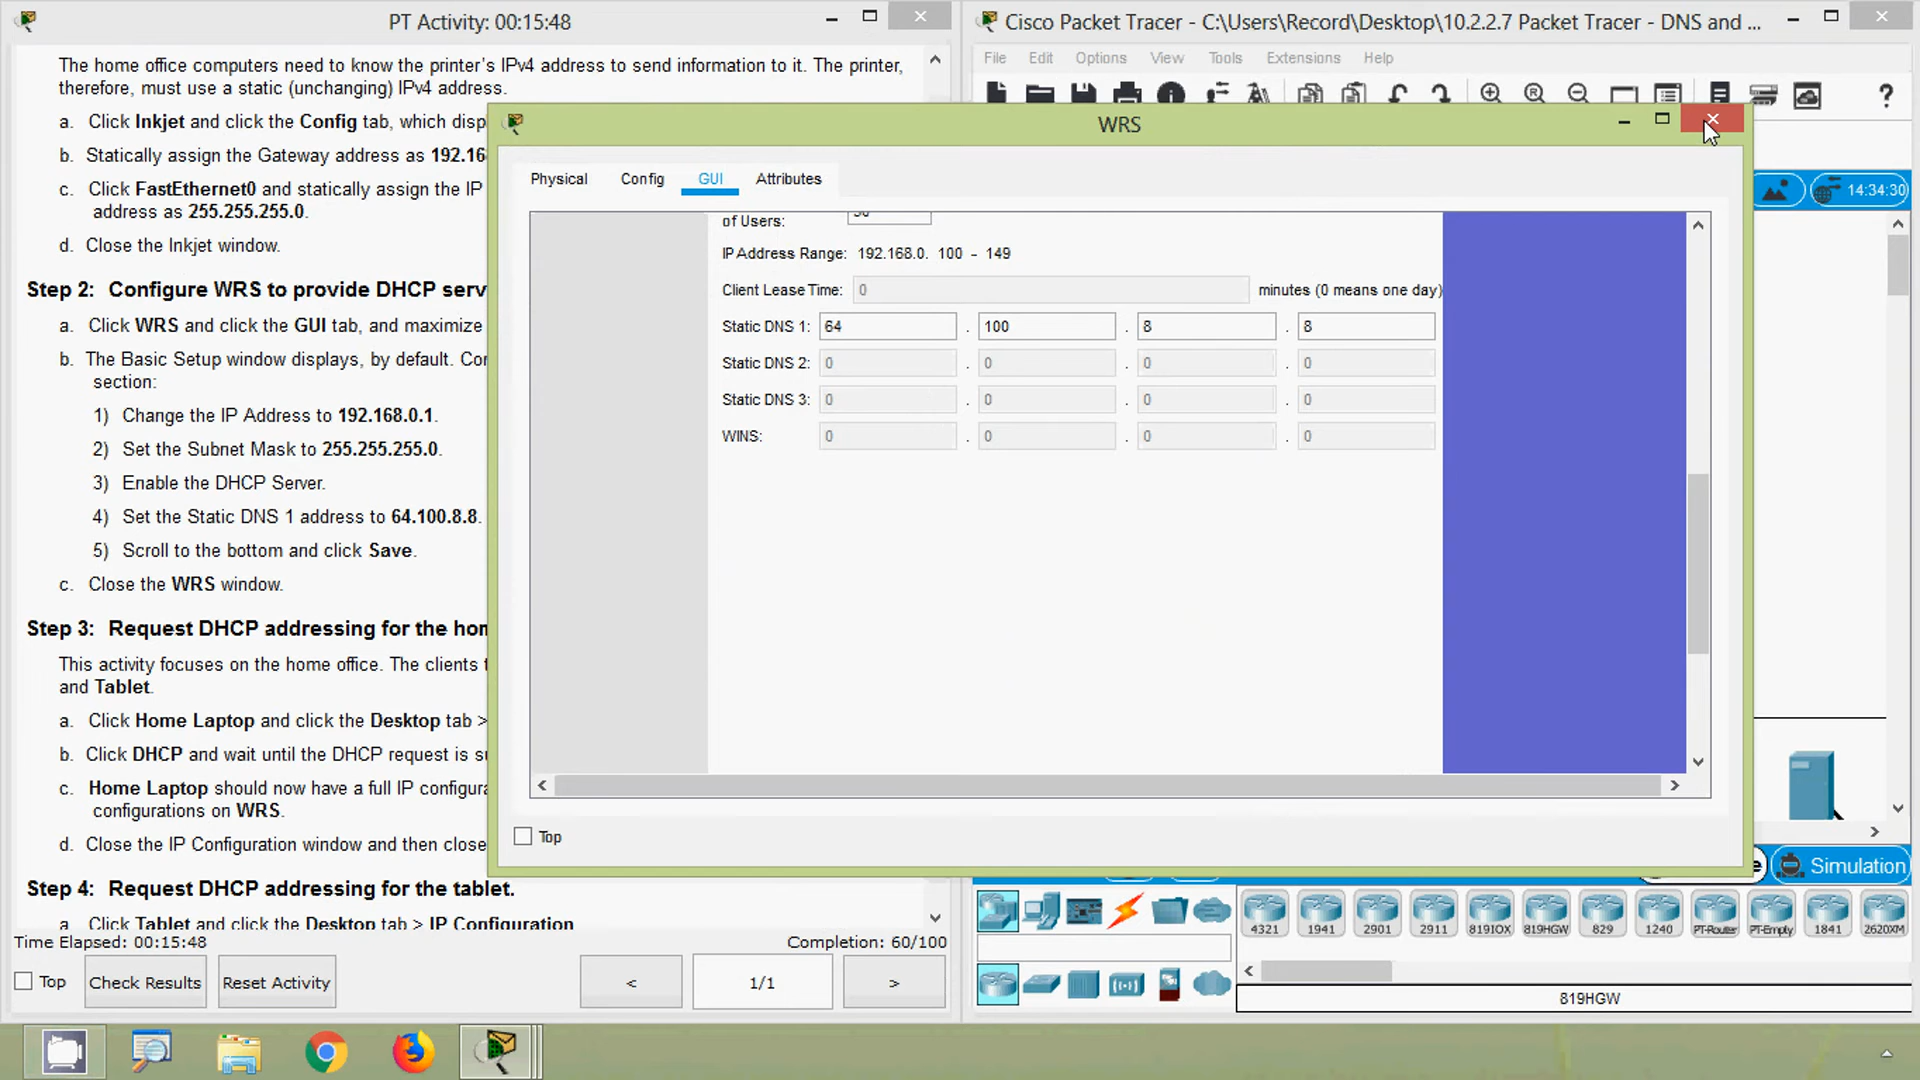 PT Activity: 00:15:48
The home office computers need to know the printer's IPv4 address to send information to it. The printer,
therefore, must use a static (unchanging) IPv4 address.
a. Click Inkjet and click the Config tab, which disp
b. Statically assign the Gateway address as 192.16
c. Click FastEthernet0 and statically assign the IP
address as 255.255.255.0.
d. Close the Inkjet window.
Step 2: Configure WRS to provide DHCP serv
a. Click WRS and click the GUI tab, and maximize
b. The Basic Setup window displays, by default. Co
section:
1) Change the IP Address to 192.168.0.1.
2) Set the Subnet Mask to 255.255.255.0.
3) Enable the DHCP Server.
4) Set the Static DNS 1 address to 64.100.8.8.
5) Scroll to the bottom and click Save.
c. Close the WRS window.
Step 3: Request DHCP addressing for the hom
This activity focuses on the home office. The clients t
and Tablet.
a. Click Home Laptop and click the Desktop tab >
b. Click DHCP and wait until the DHCP request is su
c. Home Laptop should now have a full IP configura
configurations on WRS.
d. Close the IP Configuration window and then close
Step 4: Request DHCP addressing for the tablet.
a. Click Tablet and click the Desktop tab > IP Configuration
Time Elapsed: 00:15:48
Completion: 60/100
Top
Check Results
Reset Activity
<
1/1
>
Cisco Packet Tracer - C:\Users\Record\Desktop\10.2.2.7 Packet Tracer - DNS and ...
File Edit Options View Tools Extensions Help
14:34:30
WRS
Physical Config GUI Attributes
of Users:
IP Address Range: 192.168.0. 100 - 149
Client Lease Time: 0 minutes (0 means one day)
Static DNS 1: 64 . 100 . 8 . 8
Static DNS 2: 0 . 0 . 0 . 0
Static DNS 3: 0 . 0 . 0 . 0
WINS: 0 . 0 . 0 . 0
Top
Simulation
4321 1941 2901 2911 819IOX 819HGW 829 1240 PT-Router PT-Empty 1841 2620XM
819HGW